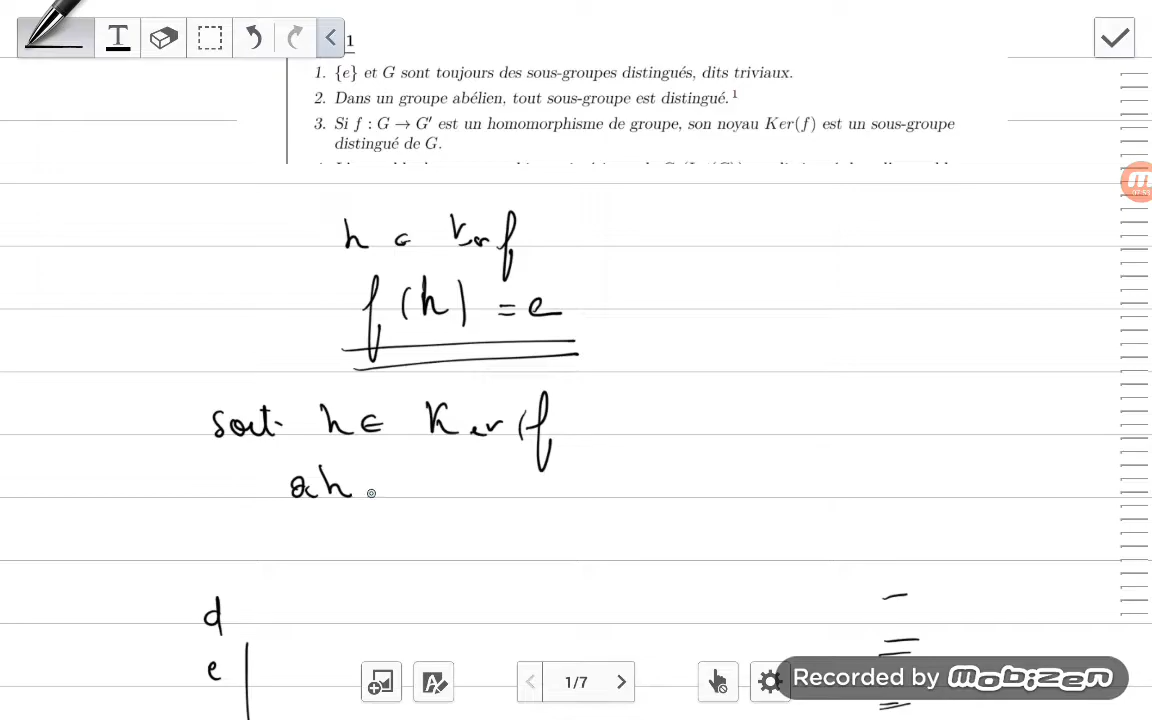 T
1
1. {e} et G sont toujours des sous-groupes distingués, dits triviaux.
2. Dans un groupe abélien, tout sous-groupe est distingué.¹
3. Si f : G → G′ est un homomorphisme de groupe, son noyau Ker(f) est un sous-groupe
distingué de G.
h ∈ Ker f
f(h) = e
soit h ∈ Ker(f
xh
d
e
1/7
Recorded by mobizen